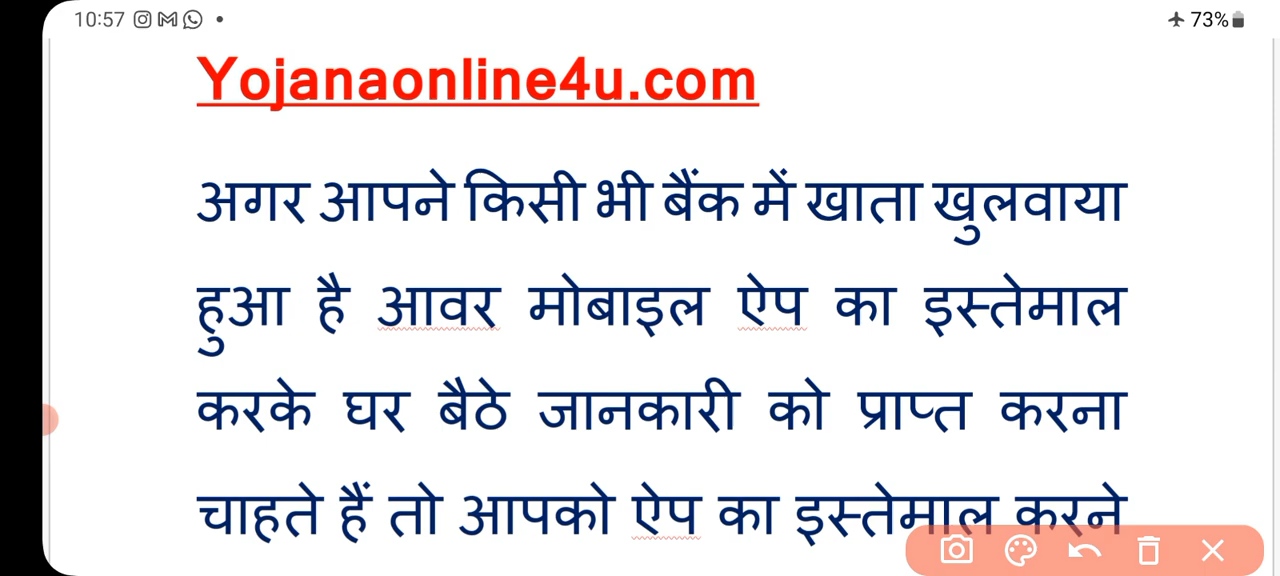 10:57
73%
Yojanaonline4u.com
अगर आपने किसी भी बैंक में खाता खुलवाया
हुआ है आवर मोबाइल ऐप का इस्तेमाल
करके घर बैठे जानकारी को प्राप्त करना
चाहते हैं तो आपको ऐप का इस्तेमाल करने